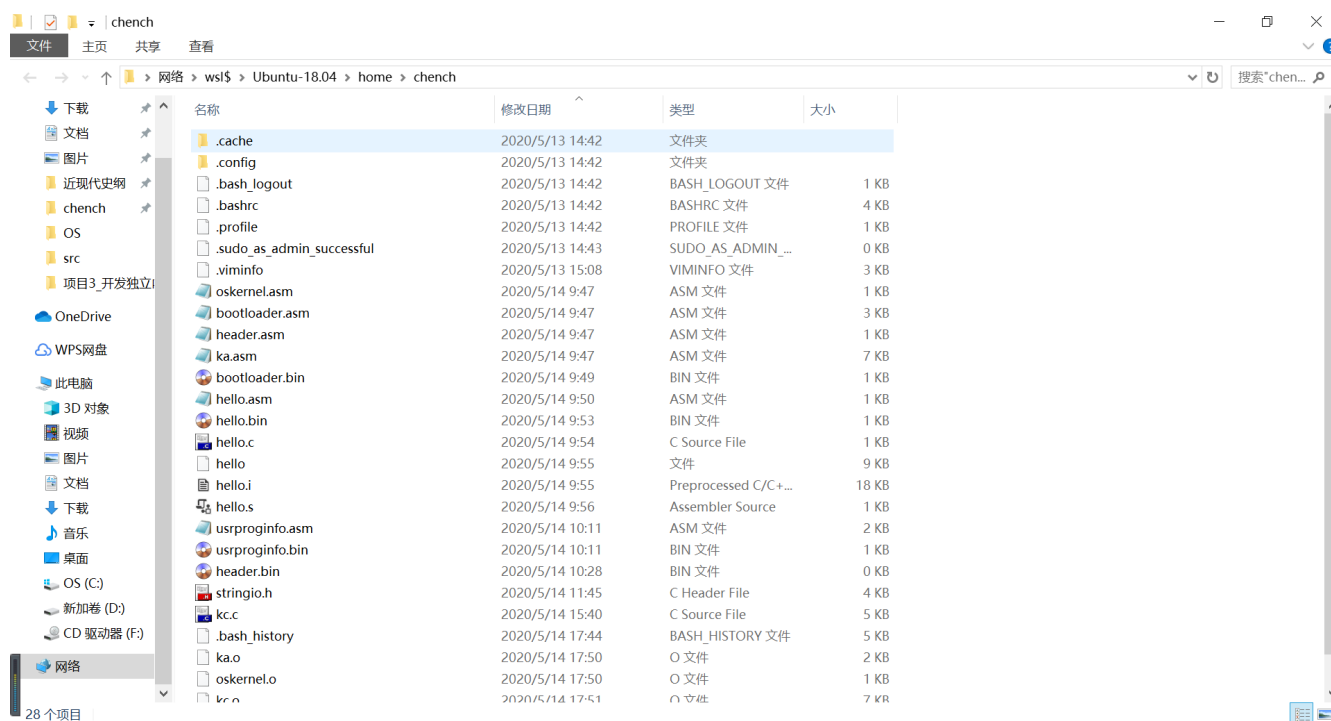 chench
文件 主页 共享 查看
网络 › wsl$ › Ubuntu-18.04 › home › chench 搜索"chen...
下载
文档
图片
近现代史纲
chench
OS
src
项目3_开发独立
OneDrive
WPS网盘
此电脑
3D 对象
视频
图片
文档
下载
音乐
桌面
OS (C:)
新加卷 (D:)
CD 驱动器 (F:)
网络
名称 修改日期 类型 大小
.cache 2020/5/13 14:42 文件夹
.config 2020/5/13 14:42 文件夹
.bash_logout 2020/5/13 14:42 BASH_LOGOUT 文件 1 KB
.bashrc 2020/5/13 14:42 BASHRC 文件 4 KB
.profile 2020/5/13 14:42 PROFILE 文件 1 KB
.sudo_as_admin_successful 2020/5/13 14:43 SUDO_AS_ADMIN_... 0 KB
.viminfo 2020/5/13 15:08 VIMINFO 文件 3 KB
oskernel.asm 2020/5/14 9:47 ASM 文件 1 KB
bootloader.asm 2020/5/14 9:47 ASM 文件 3 KB
header.asm 2020/5/14 9:47 ASM 文件 1 KB
ka.asm 2020/5/14 9:47 ASM 文件 7 KB
bootloader.bin 2020/5/14 9:49 BIN 文件 1 KB
hello.asm 2020/5/14 9:50 ASM 文件 1 KB
hello.bin 2020/5/14 9:53 BIN 文件 1 KB
hello.c 2020/5/14 9:54 C Source File 1 KB
hello 2020/5/14 9:55 文件 9 KB
hello.i 2020/5/14 9:55 Preprocessed C/C+... 18 KB
hello.s 2020/5/14 9:56 Assembler Source 1 KB
usrproginfo.asm 2020/5/14 10:11 ASM 文件 2 KB
usrproginfo.bin 2020/5/14 10:11 BIN 文件 1 KB
header.bin 2020/5/14 10:28 BIN 文件 0 KB
stringio.h 2020/5/14 11:45 C Header File 4 KB
kc.c 2020/5/14 15:40 C Source File 5 KB
.bash_history 2020/5/14 17:44 BASH_HISTORY 文件 5 KB
ka.o 2020/5/14 17:50 O 文件 2 KB
oskernel.o 2020/5/14 17:50 O 文件 1 KB
kc.o 2020/5/14 17:51 O 文件 7 KB
28 个项目